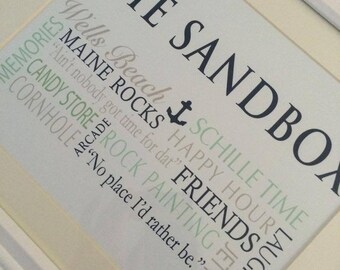 THE SANDBOX
Wells Beach
MEMORIES
MAINE ROCKS
SCHILLE TIME
"Ain't nobody got time for dat"
HAPPY HOUR
CANDY STORE
CORNHOLE
ARCADE
ROCK PAINTING
FRIENDS
"No place I'd rather be."